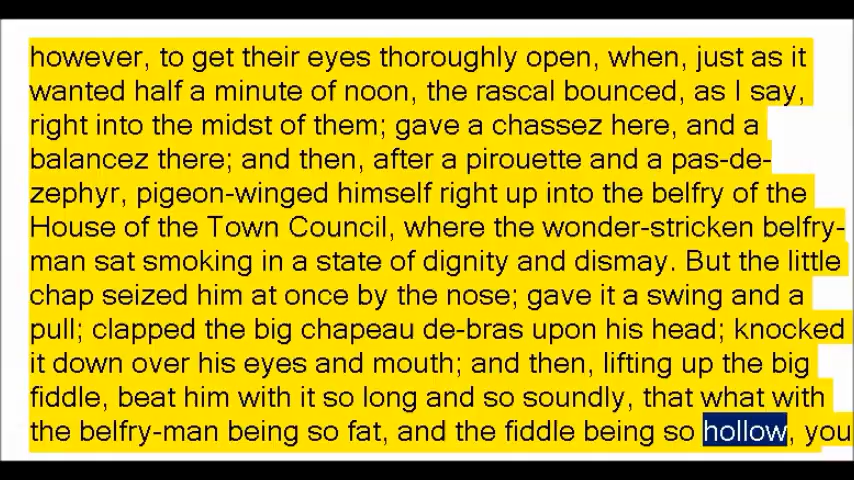 however, to get their eyes thoroughly open, when, just as it
wanted half a minute of noon, the rascal bounced, as I say,
right into the midst of them; gave a chassez here, and a
balancez there; and then, after a pirouette and a pas-de-
zephyr, pigeon-winged himself right up into the belfry of the
House of the Town Council, where the wonder-stricken belfry-
man sat smoking in a state of dignity and dismay. But the little
chap seized him at once by the nose; gave it a swing and a
pull; clapped the big chapeau de-bras upon his head; knocked
it down over his eyes and mouth; and then, lifting up the big
fiddle, beat him with it so long and so soundly, that what with
the belfry-man being so fat, and the fiddle being so hollow, you